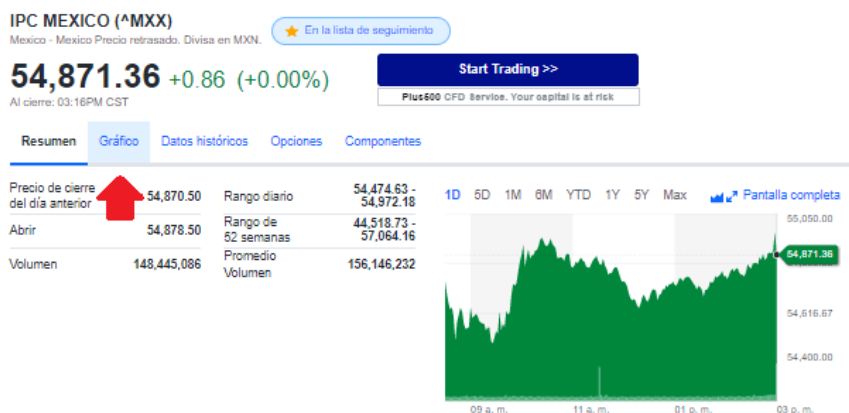 IPC MEXICO (^MXX)
Mexico - Mexico Precio retrasado. Divisa en MXN.
En la lista de seguimiento
54,871.36 +0.86 (+0.00%)
Al cierre: 03:16PM CST
Start Trading >>
Plus500 CFD Service. Your capital is at risk
Resumen Gráfico Datos históricos Opciones Componentes
Precio de cierre
del día anterior 54,870.50
Abrir 54,878.50
Volumen 148,445,086
Rango diario 54,474.63 -
54,972.18
Rango de
52 semanas 44,518.73 -
57,064.16
Promedio
Volumen 156,146,232
1D 5D 1M 6M YTD 1Y 5Y Max Pantalla completa
55,050.00
54,871.36
54,616.67
54,400.00
09 a. m. 11 a. m. 01 p. m. 03 p. m.